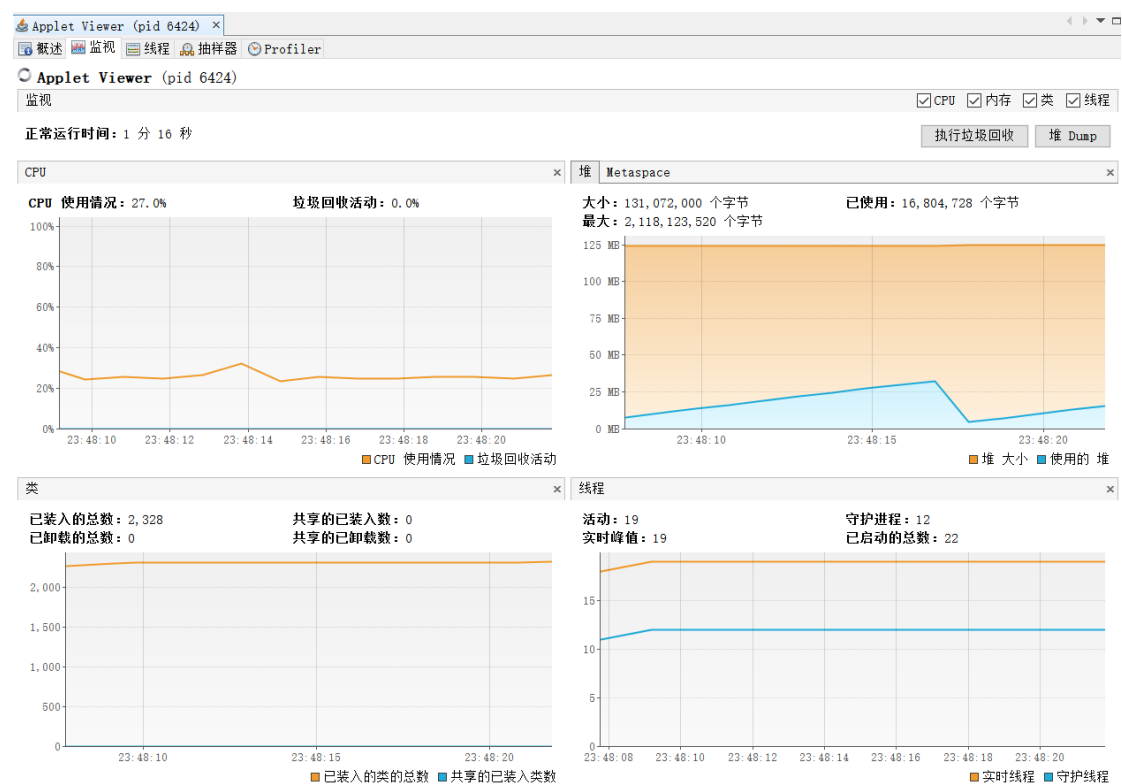 Applet Viewer (pid 6424) ×
概述 监视 线程 抽样器 Profiler
Applet Viewer (pid 6424)
监视 CPU 内存 类 线程
正常运行时间: 1 分 16 秒 执行垃圾回收 堆 Dump
CPU ×
CPU 使用情况: 27.0% 垃圾回收活动: 0.0%
100%
80%
60%
40%
20%
0%
23:48:10 23:48:12 23:48:14 23:48:16 23:48:18 23:48:20
CPU 使用情况 垃圾回收活动
堆 Metaspace ×
大小: 131,072,000 个字节 已使用: 16,804,728 个字节
最大: 2,118,123,520 个字节
125 MB
100 MB
75 MB
50 MB
25 MB
0 MB
23:48:10 23:48:15 23:48:20
堆 大小 使用的 堆
类 ×
已装入的总数: 2,328 共享的已装入数: 0
已卸载的总数: 0 共享的已卸载数: 0
2,000
1,500
1,000
500
0
23:48:10 23:48:15 23:48:20
已装入的类的总数 共享的已装入类数
线程 ×
活动: 19 守护进程: 12
实时峰值: 19 已启动的总数: 22
15
10
5
0
23:48:08 23:48:10 23:48:12 23:48:14 23:48:16 23:48:18 23:48:20
实时线程 守护线程